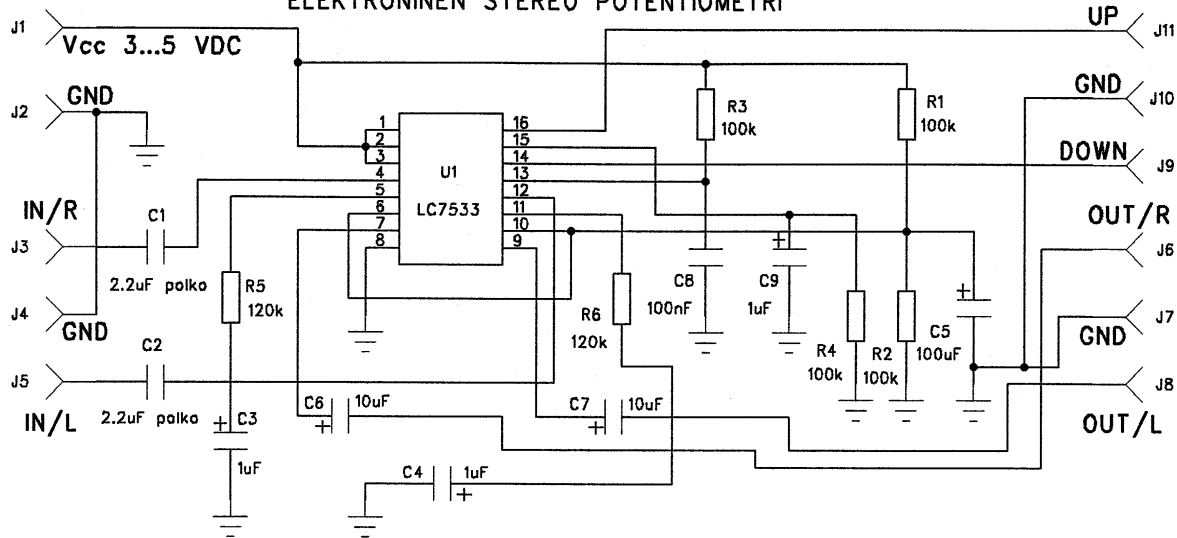 ELEKTRONINEN STEREO POTENTIOMETRI
J1
Vcc 3...5 VDC
UP
J11
J2
GND
GND
J10
R3
100k
R1
100k
DOWN
J9
U1
LC7533
1
2
3
4
5
6
7
8
16
15
14
13
12
11
10
9
IN/R
J3
C1
2.2uF polko
OUT/R
J6
R5
120k
R6
120k
C8
100nF
+
C9
1uF
R4
100k
R2
100k
+
C5
100uF
J4
GND
J7
GND
J5
C2
2.2uF polko
IN/L
J8
OUT/L
+
C3
1uF
C6
10uF
+
C7
10uF
+
C4
1uF
+